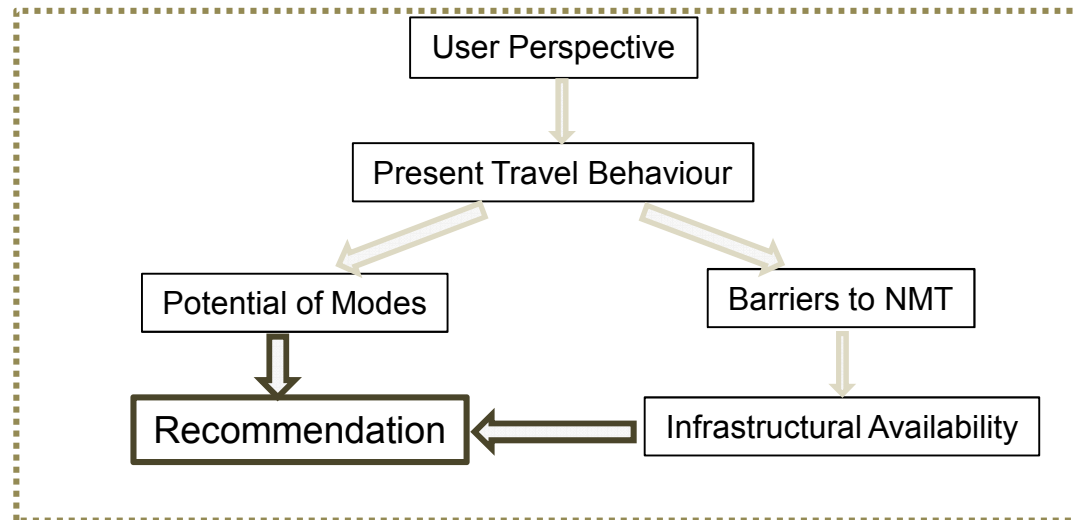 User Perspective
Present Travel Behaviour
Potential of Modes
Barriers to NMT
Recommendation
Infrastructural Availability